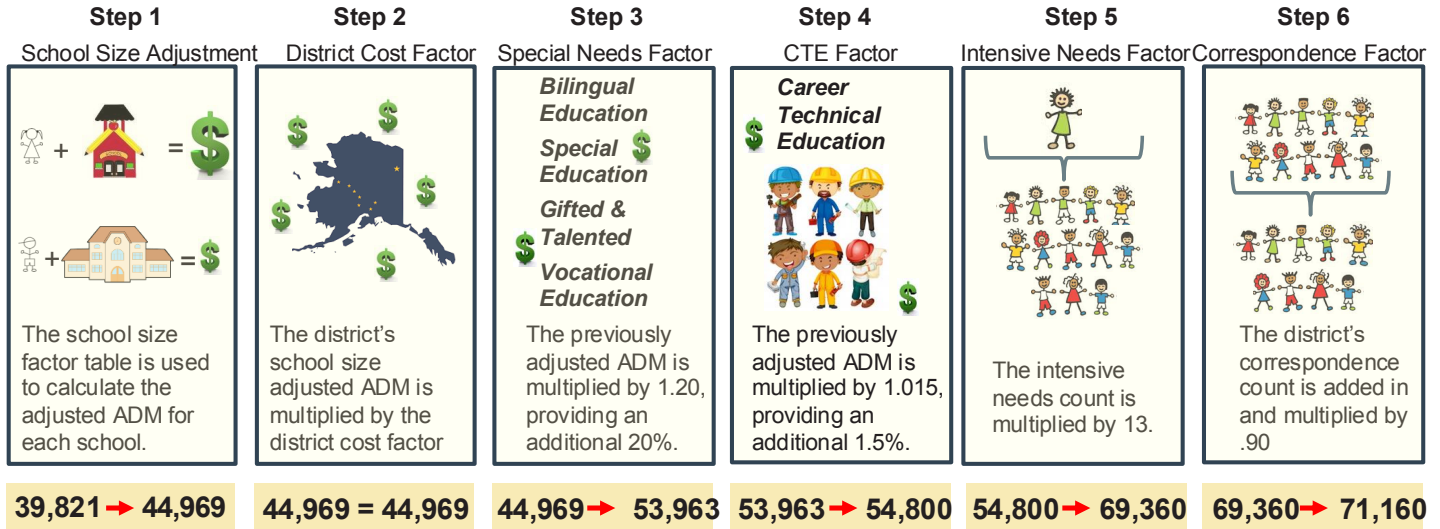 Step 1
School Size Adjustment
$
+
=
+
=
$
The school size
factor table is used
to calculate the
adjusted ADM for
each school.
39,821 → 44,969
Step 2
District Cost Factor
$
$
$
$
$
The district's
school size
adjusted ADM is
multiplied by the
district cost factor
44,969 = 44,969
Step 3
Special Needs Factor
Bilingual
Education
Special $
Education
Gifted &
$ Talented
Vocational
Education
The previously
adjusted ADM is
multiplied by 1.20,
providing an
additional 20%.
44,969 → 53,963
Step 4
CTE Factor
Career
$ Technical
Education
$
The previously
adjusted ADM is
multiplied by 1.015,
providing an
additional 1.5%.
53,963 → 54,800
Step 5
Intensive Needs Factor
The intensive
needs count is
multiplied by 13.
54,800 → 69,360
Step 6
Correspondence Factor
The district's
correspondence
count is added in
and multiplied by
.90
69,360 → 71,160